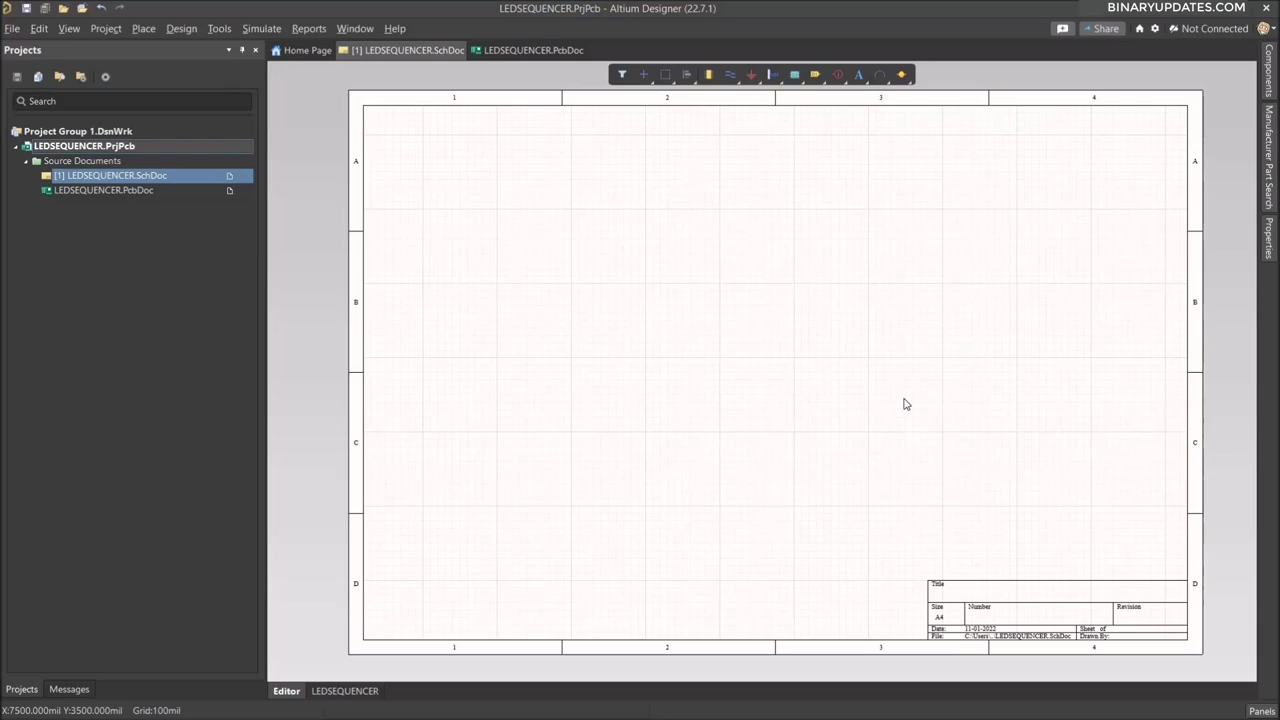 LEDSEQUENCER.PrjPcb - Altium Designer (22.7.1)
BINARYUPDATES.COM
File Edit View Project Place Design Tools Simulate Reports Window Help
Share
Not Connected
Projects
Home Page
[1] LEDSEQUENCER.SchDoc
LEDSEQUENCER.PcbDoc
Search
Project Group 1.DsnWrk
LEDSEQUENCER.PrjPcb
Source Documents
[1] LEDSEQUENCER.SchDoc
LEDSEQUENCER.PcbDoc
Components
Manufacturer Part Search
Properties
1 2 3 4
A A
B B
C C
D D
Title
Size Number Revision
A4
Date: 11-01-2022 Sheet of
File: C:\Users\..\LEDSEQUENCER.SchDoc Drawn By:
1 2 3 4
Projects Messages
Editor LEDSEQUENCER
X:7500.000mil Y:3500.000mil Grid:100mil
Panels